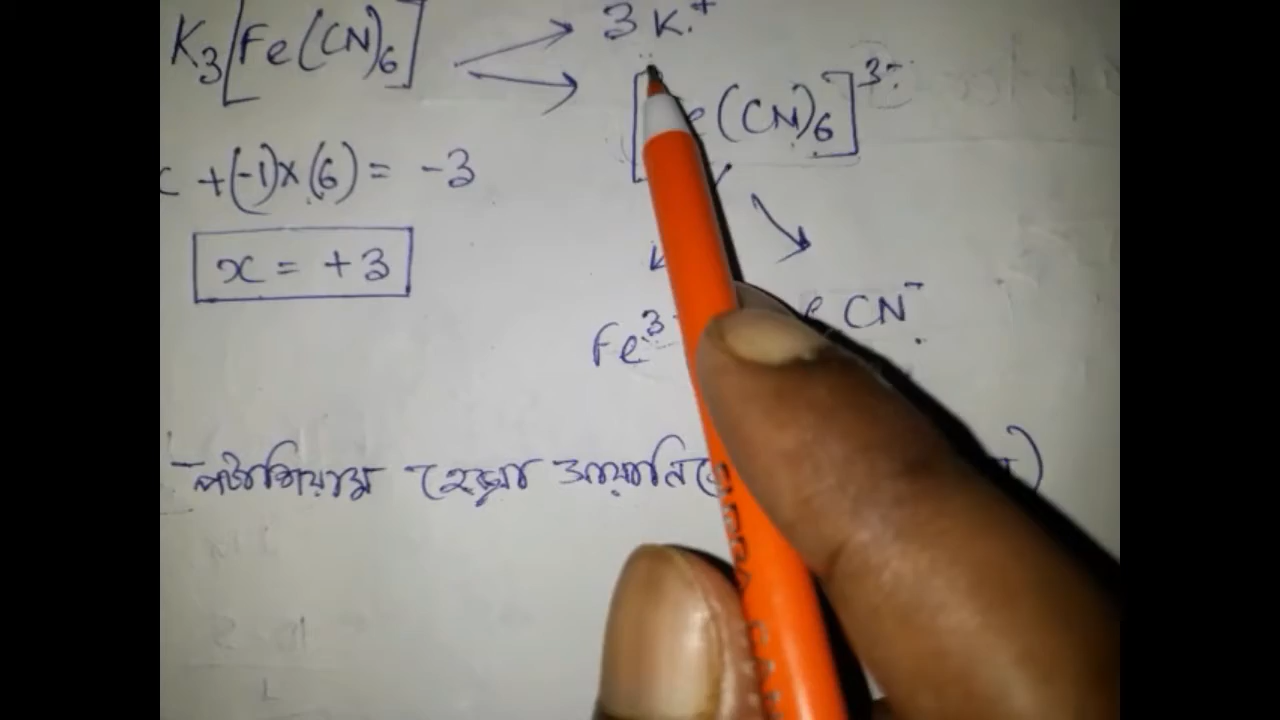 K₃[Fe(CN)₆] → 3K⁺
→ [Fe(CN)₆]³⁻
x + (-1)×(6) = -3
x = +3
Fe³ CN⁻
পটাশিয়াম হেক্সা